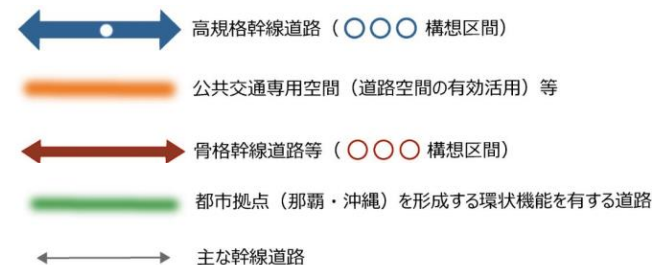 高規格幹線道路（〇〇〇 構想区間）
公共交通専用空間（道路空間の有効活用）等
骨格幹線道路等（〇〇〇 構想区間）
都市拠点（那覇・沖縄）を形成する環状機能を有する道路
主な幹線道路